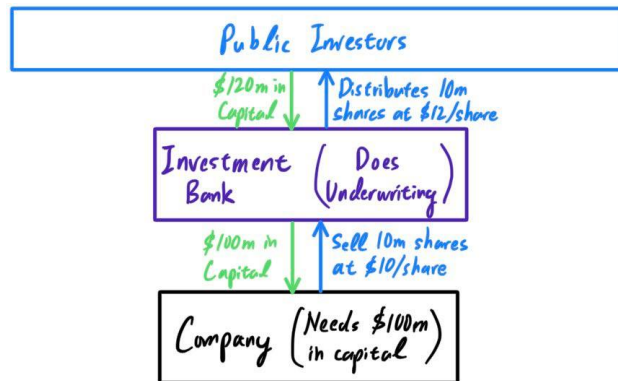 Public Investors
$120m in
Capital
Distributes 10m
shares at $12/share
Investment
Bank
(Does
Underwriting)
$100m in
Capital
Sell 10m shares
at $10/share
Company (Needs $100m
in capital)